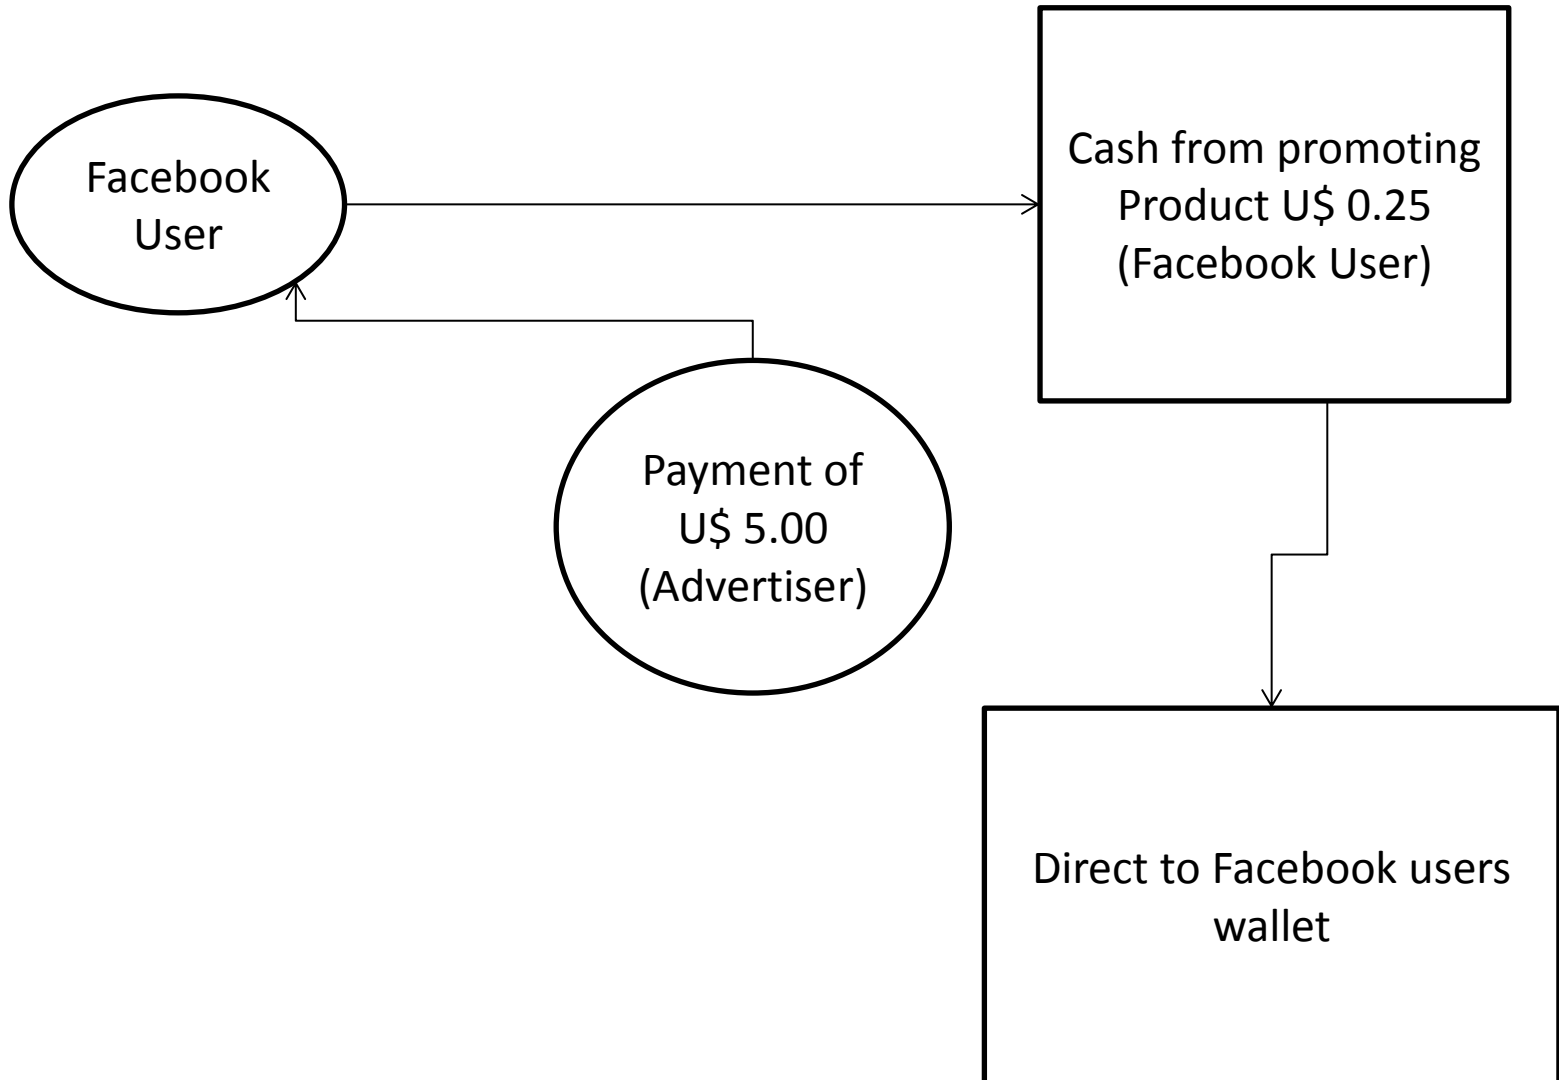 Facebook
User
Cash from promoting
Product U$ 0.25
(Facebook User)
Payment of
U$ 5.00
(Advertiser)
Direct to Facebook users
wallet